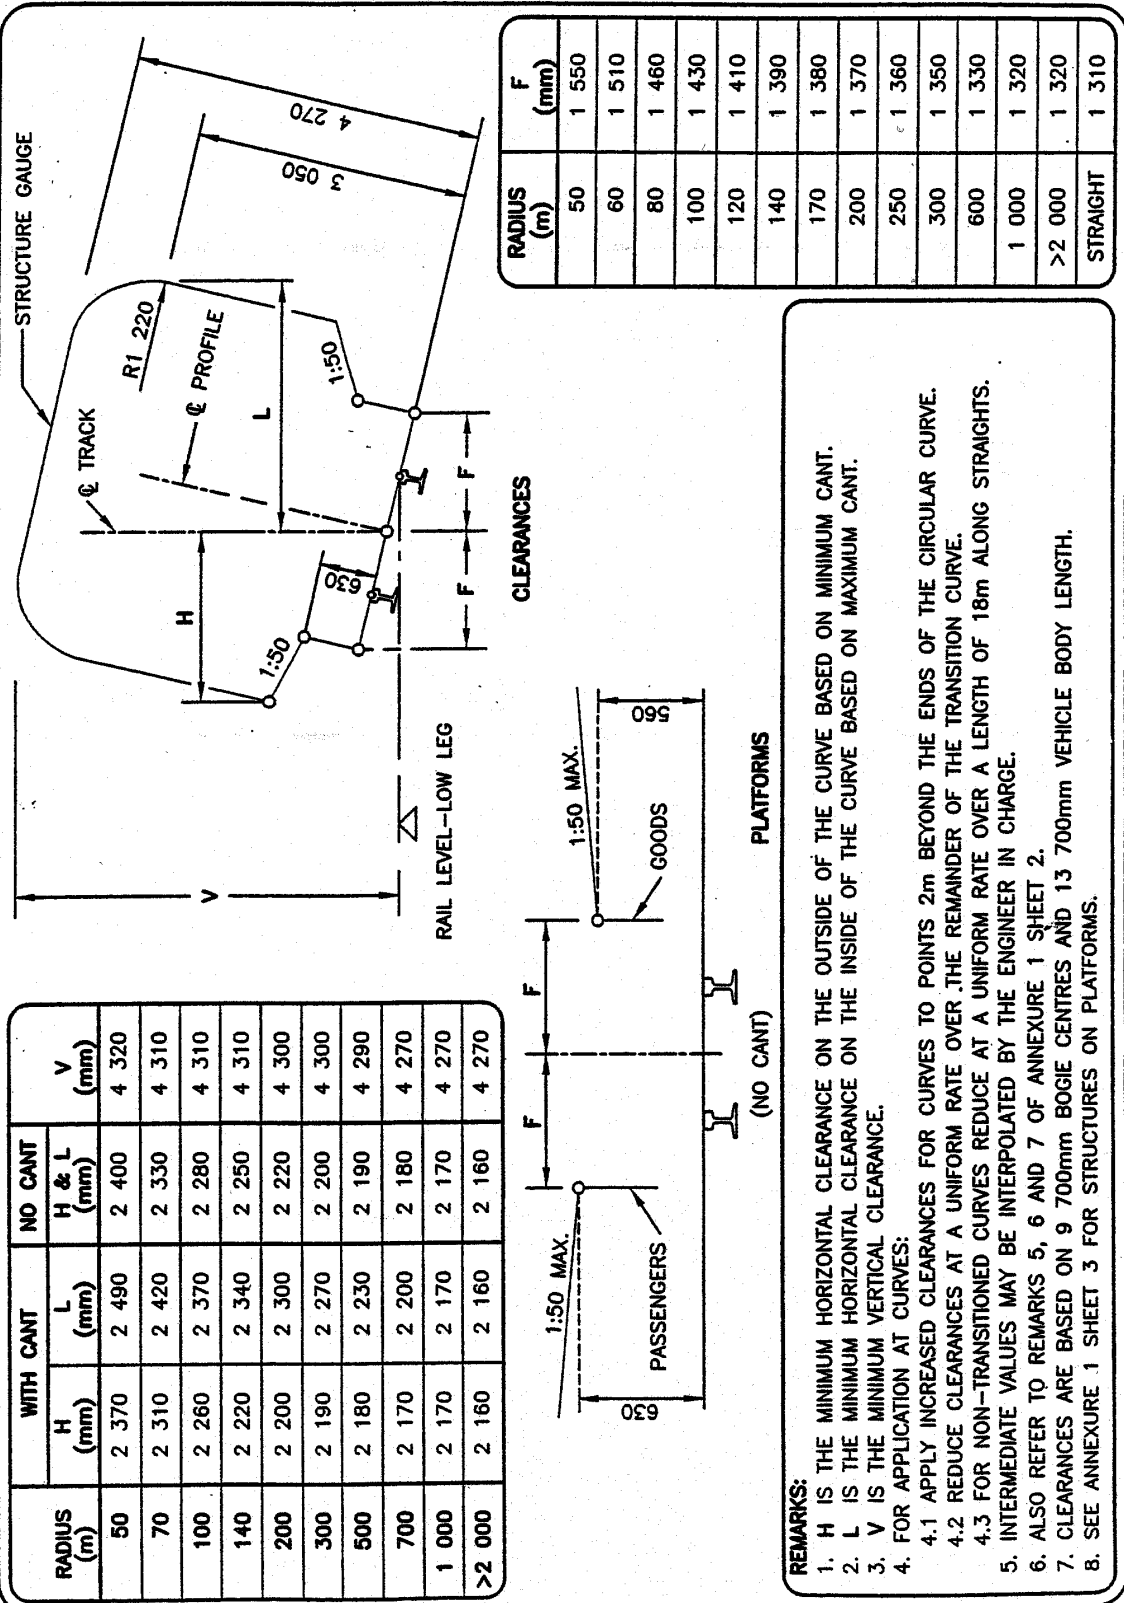 WITH CANT NO CANT
RADIUS (m) H (mm) L (mm) H & L (mm) V (mm)
50 2 370 2 490 2 400 4 320
70 2 310 2 420 2 330 4 310
100 2 260 2 370 2 280 4 310
140 2 220 2 340 2 250 4 310
200 2 200 2 300 2 220 4 300
300 2 190 2 270 2 200 4 300
500 2 180 2 230 2 190 4 290
700 2 170 2 200 2 180 4 270
1 000 2 170 2 170 2 170 4 270
>2 000 2 160 2 160 2 160 4 270
STRUCTURE GAUGE
℄ TRACK
R1 220
℄ PROFILE
4 270
3 050
V
H
L
1:50
1:50
630
F
F
RAIL LEVEL-LOW LEG
CLEARANCES
1:50 MAX.
1:50 MAX.
F
F
630
560
PASSENGERS
GOODS
(NO CANT)
PLATFORMS
RADIUS (m) F (mm)
50 1 550
60 1 510
80 1 460
100 1 430
120 1 410
140 1 390
170 1 380
200 1 370
250 1 360
300 1 350
600 1 330
1 000 1 320
>2 000 1 320
STRAIGHT 1 310
REMARKS:
1. H IS THE MINIMUM HORIZONTAL CLEARANCE ON THE OUTSIDE OF THE CURVE BASED ON MINIMUM CANT.
2. L IS THE MINIMUM HORIZONTAL CLEARANCE ON THE INSIDE OF THE CURVE BASED ON MAXIMUM CANT.
3. V IS THE MINIMUM VERTICAL CLEARANCE.
4. FOR APPLICATION AT CURVES:
4.1 APPLY INCREASED CLEARANCES FOR CURVES TO POINTS 2m BEYOND THE ENDS OF THE CIRCULAR CURVE.
4.2 REDUCE CLEARANCES AT A UNIFORM RATE OVER THE REMAINDER OF THE TRANSITION CURVE.
4.3 FOR NON-TRANSITIONED CURVES REDUCE AT A UNIFORM RATE OVER A LENGTH OF 18m ALONG STRAIGHTS.
5. INTERMEDIATE VALUES MAY BE INTERPOLATED BY THE ENGINEER IN CHARGE.
6. ALSO REFER TO REMARKS 5, 6 AND 7 OF ANNEXURE 1 SHEET 2.
7. CLEARANCES ARE BASED ON 9 700mm BOGIE CENTRES AND 13 700mm VEHICLE BODY LENGTH.
8. SEE ANNEXURE 1 SHEET 3 FOR STRUCTURES ON PLATFORMS.